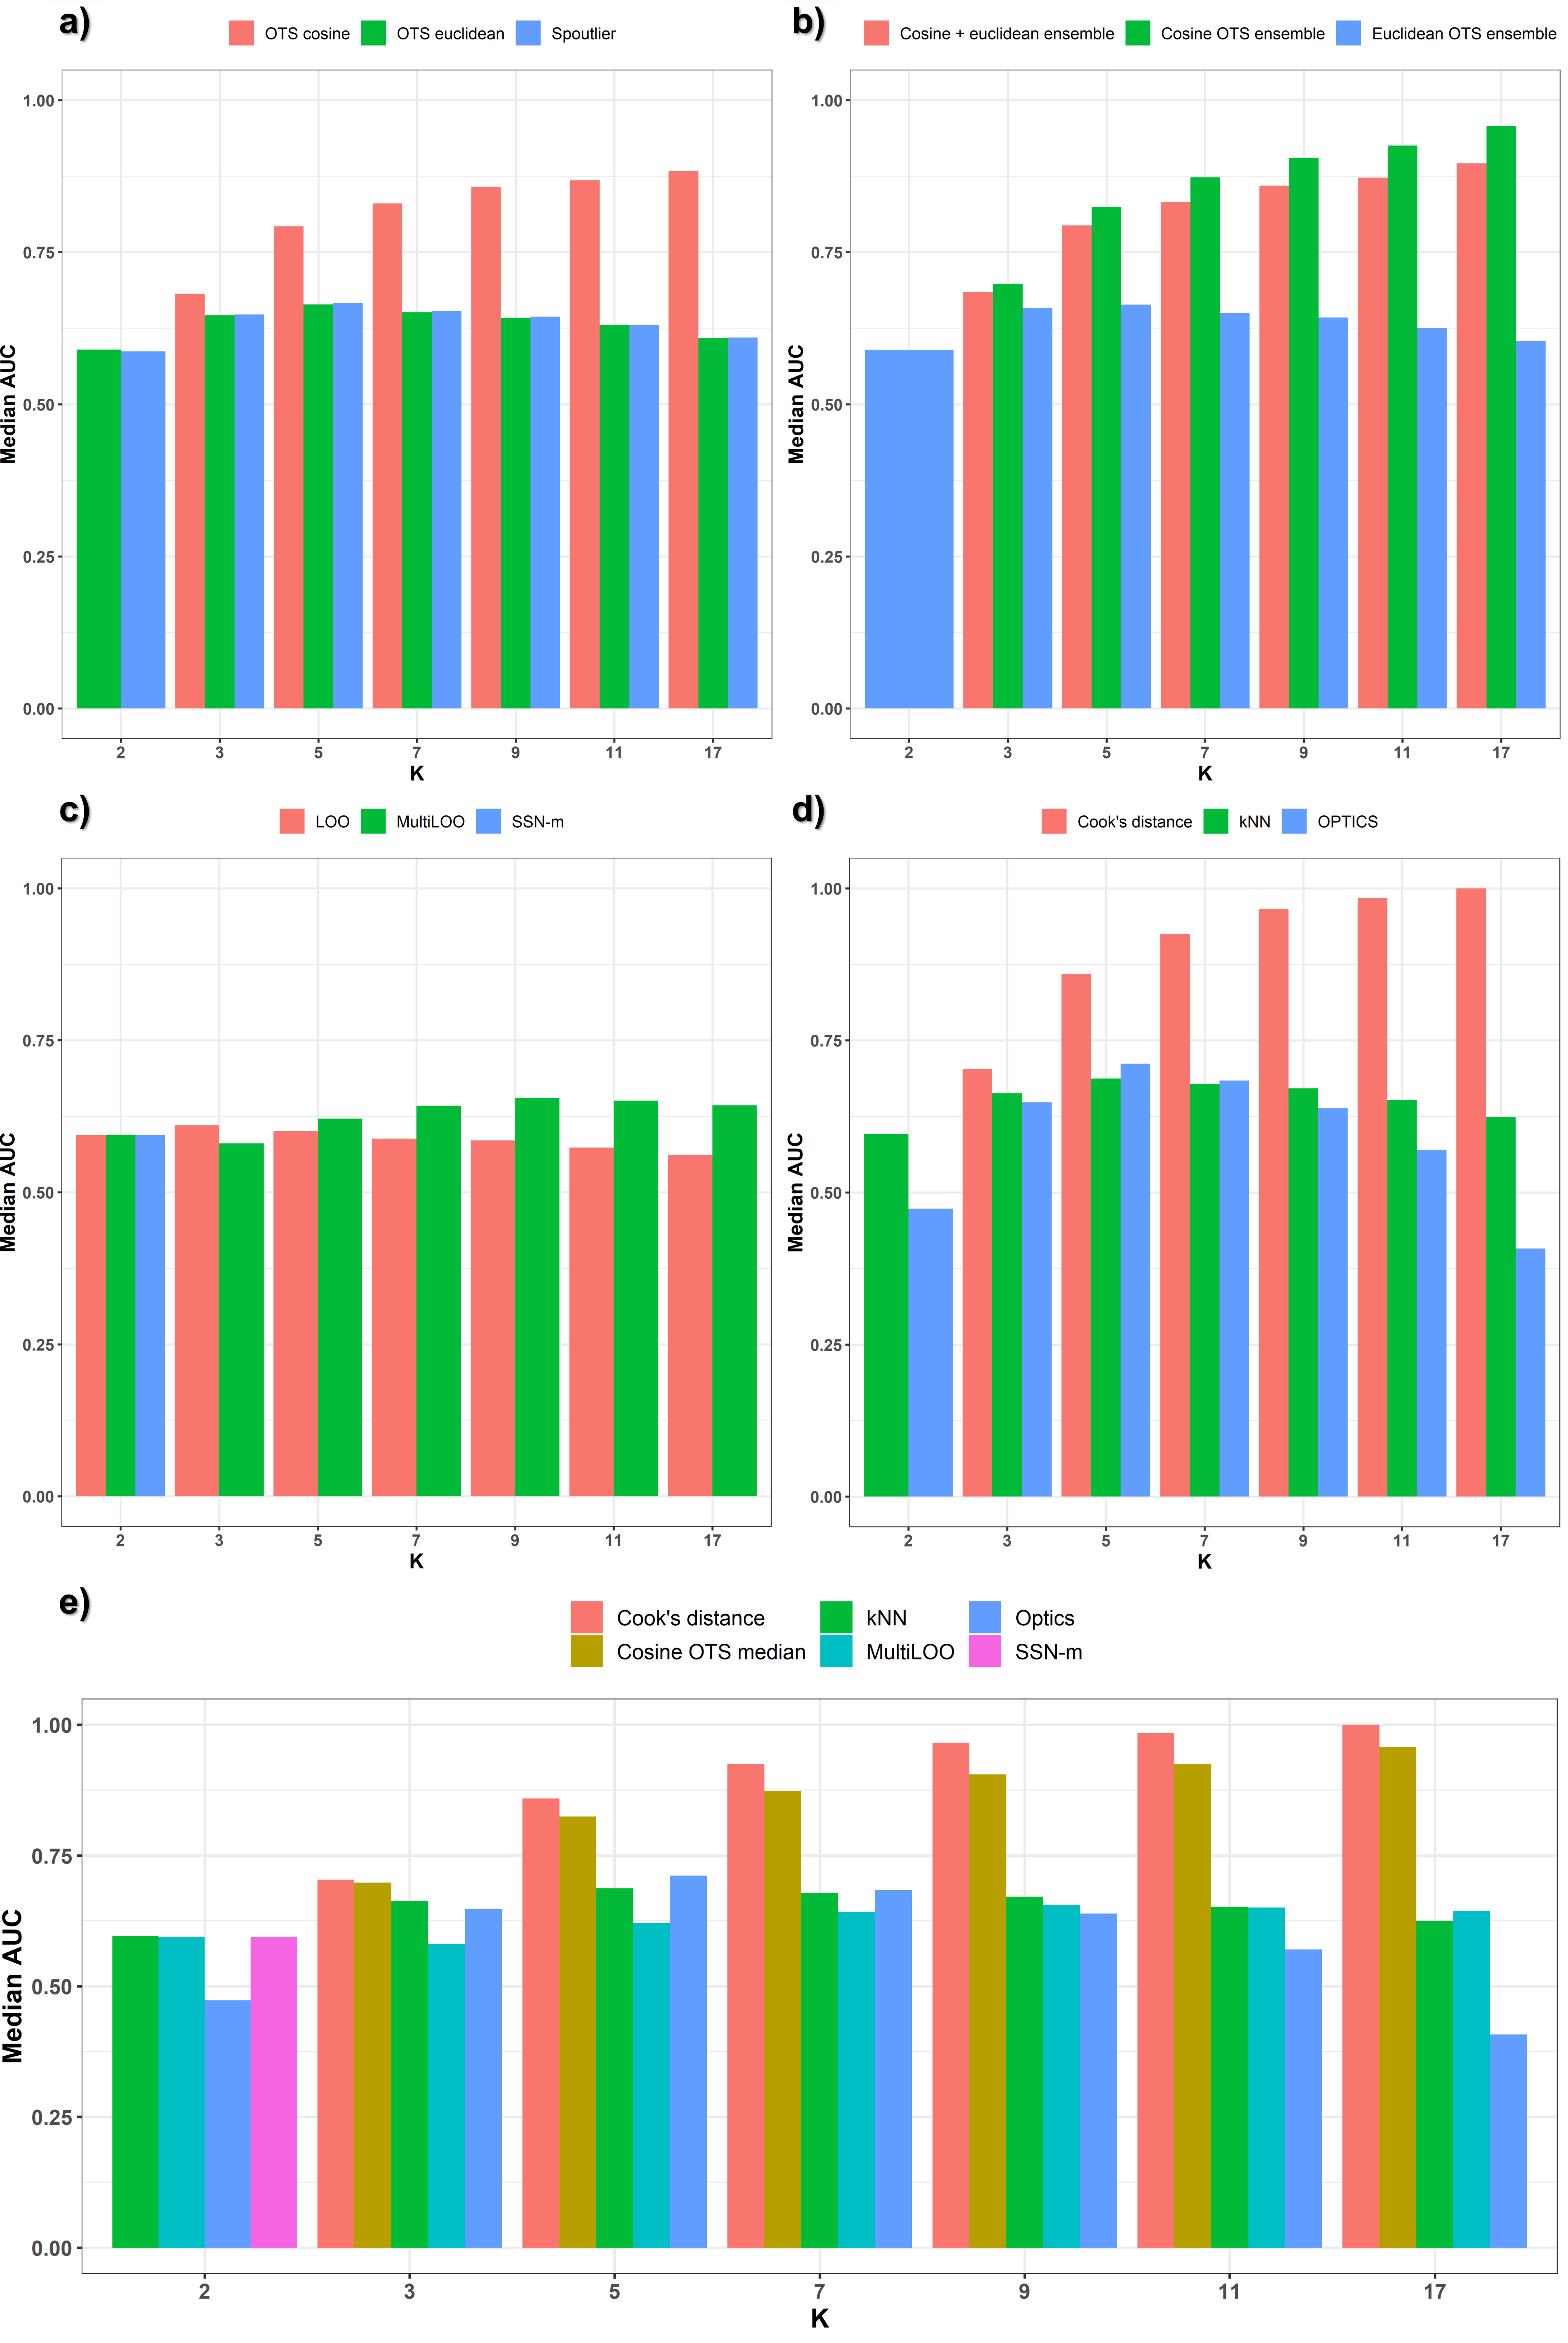 a)
OTS cosine OTS euclidean Spoutlier
Median AUC
1.00
0.75
0.50
0.25
0.00
2 3 5 7 9 11 17
K
b)
Cosine + euclidean ensemble Cosine OTS ensemble Euclidean OTS ensemble
Median AUC
1.00
0.75
0.50
0.25
0.00
2 3 5 7 9 11 17
K
c)
LOO MultiLOO SSN-m
Median AUC
1.00
0.75
0.50
0.25
0.00
2 3 5 7 9 11 17
K
d)
Cook's distance kNN OPTICS
Median AUC
1.00
0.75
0.50
0.25
0.00
2 3 5 7 9 11 17
K
e)
Cook's distance kNN Optics
Cosine OTS median MultiLOO SSN-m
Median AUC
1.00
0.75
0.50
0.25
0.00
2 3 5 7 9 11 17
K